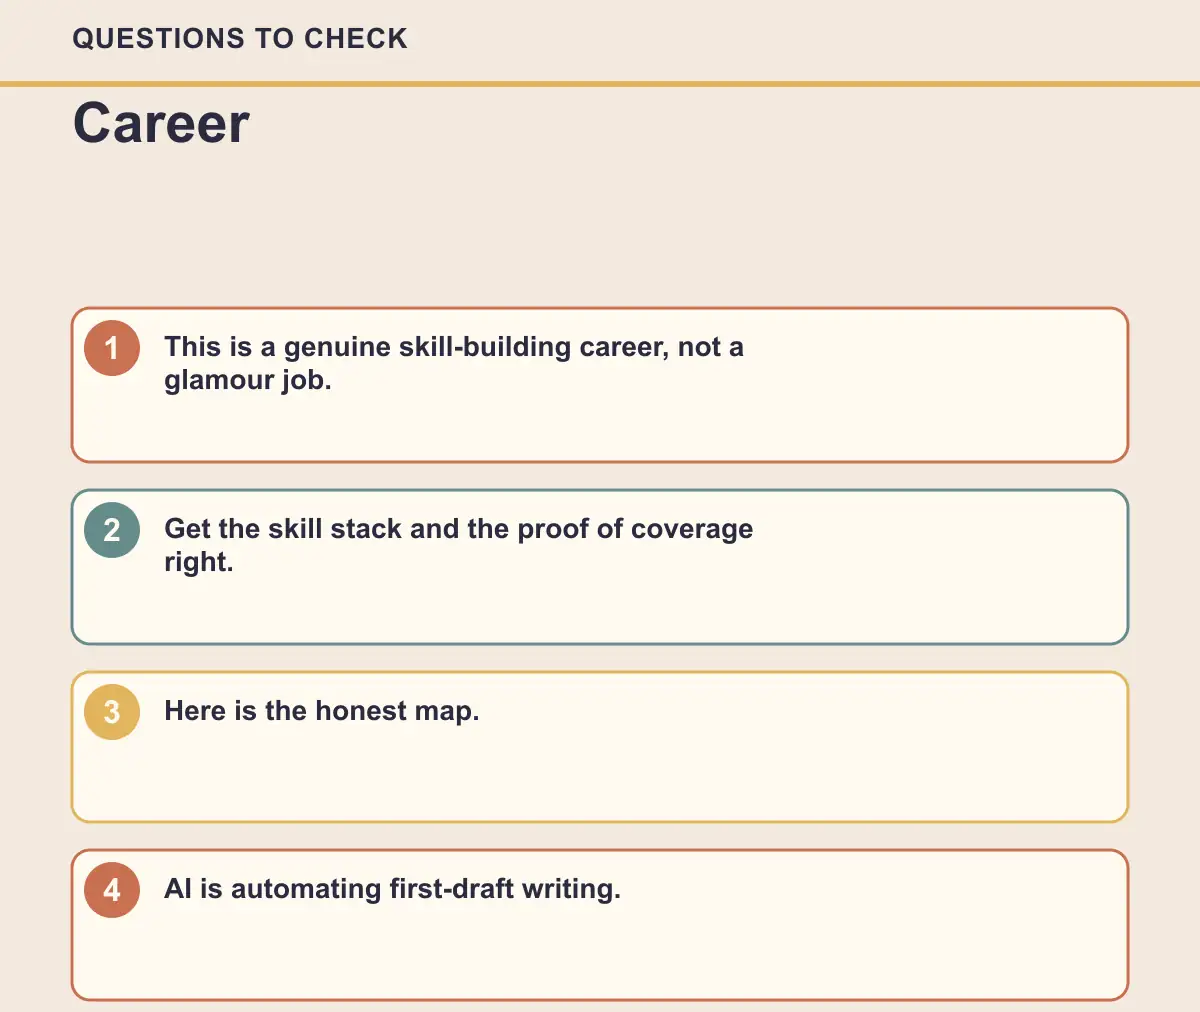 QUESTIONS TO CHECK
Career
1
This is a genuine skill-building career, not a
glamour job.
2
Get the skill stack and the proof of coverage
right.
3
Here is the honest map.
4
AI is automating first-draft writing.